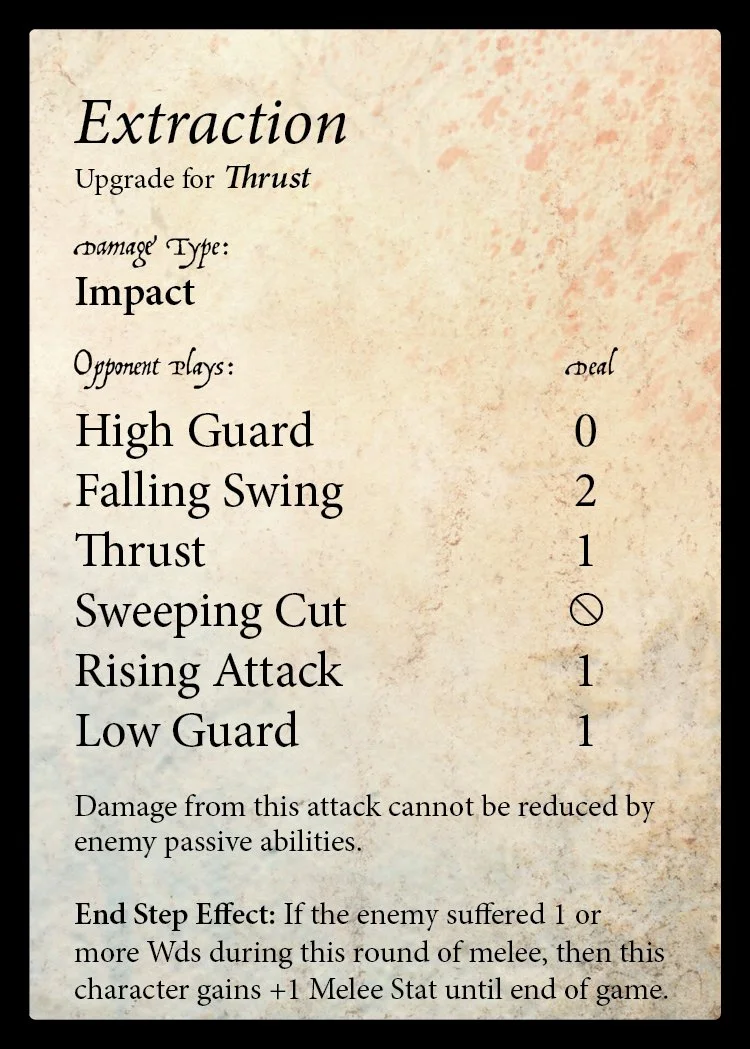 Extraction
Upgrade for Thrust
Damage Type:
Impact
Opponent Plays: Deal
High Guard 0
Falling Swing 2
Thrust 1
Sweeping Cut 🛇
Rising Attack 1
Low Guard 1
Damage from this attack cannot be reduced by
enemy passive abilities.
End Step Effect: If the enemy suffered 1 or
more Wds during this round of melee, then this
character gains +1 Melee Stat until end of game.